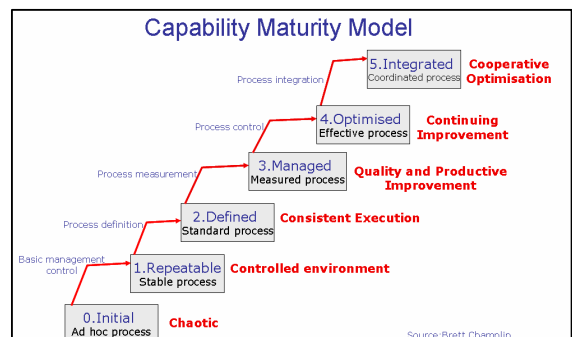 Capability Maturity Model
5.Integrated
Coordinated process
Cooperative
Optimisation
Process integration
4.Optimised
Effective process
Continuing
Improvement
Process control
3.Managed
Measured process
Quality and Productive
Improvement
Process measurement
2.Defined
Standard process
Consistent Execution
Process definition
1.Repeatable
Stable process
Controlled environment
Basic management
control
0.Initial
Ad hoc process
Chaotic
Source:Brett Champlin